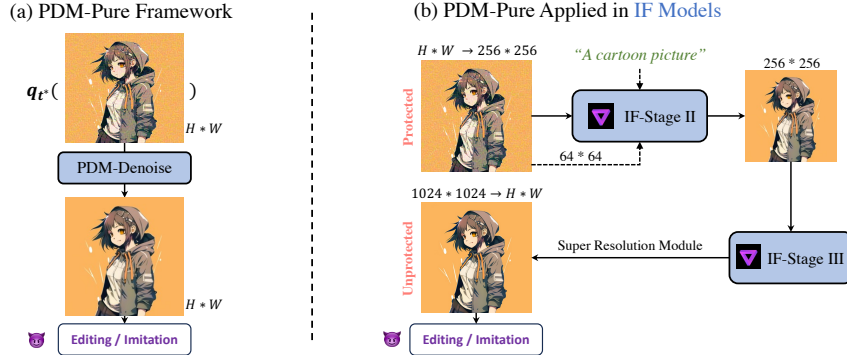 (a) PDM-Pure Framework
q_{t*}( )
H ∗ W
PDM-Denoise
H ∗ W
Editing / Imitation
(b) PDM-Pure Applied in IF Models
H ∗ W → 256 ∗ 256
"A cartoon picture"
256 * 256
Protected
IF-Stage II
64 * 64
1024 ∗ 1024 → H ∗ W
Unprotected
Super Resolution Module
IF-Stage III
Editing / Imitation